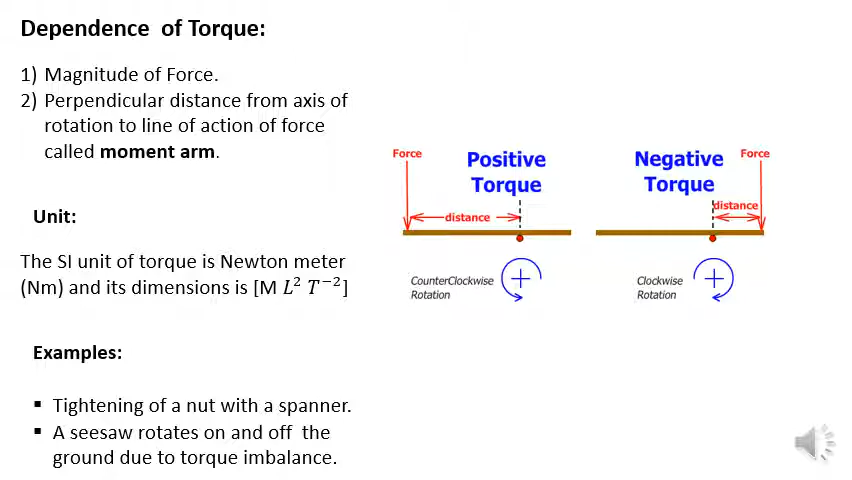 Dependence of Torque:
1) Magnitude of Force.
2) Perpendicular distance from axis of
rotation to line of action of force
called moment arm.
Unit:
The SI unit of torque is Newton meter
(Nm) and its dimensions is [M L² T⁻²]
Examples:
▪ Tightening of a nut with a spanner.
▪ A seesaw rotates on and off the
ground due to torque imbalance.
Force
Positive
Torque
distance
CounterClockwise
Rotation
Negative
Torque
Force
distance
Clockwise
Rotation